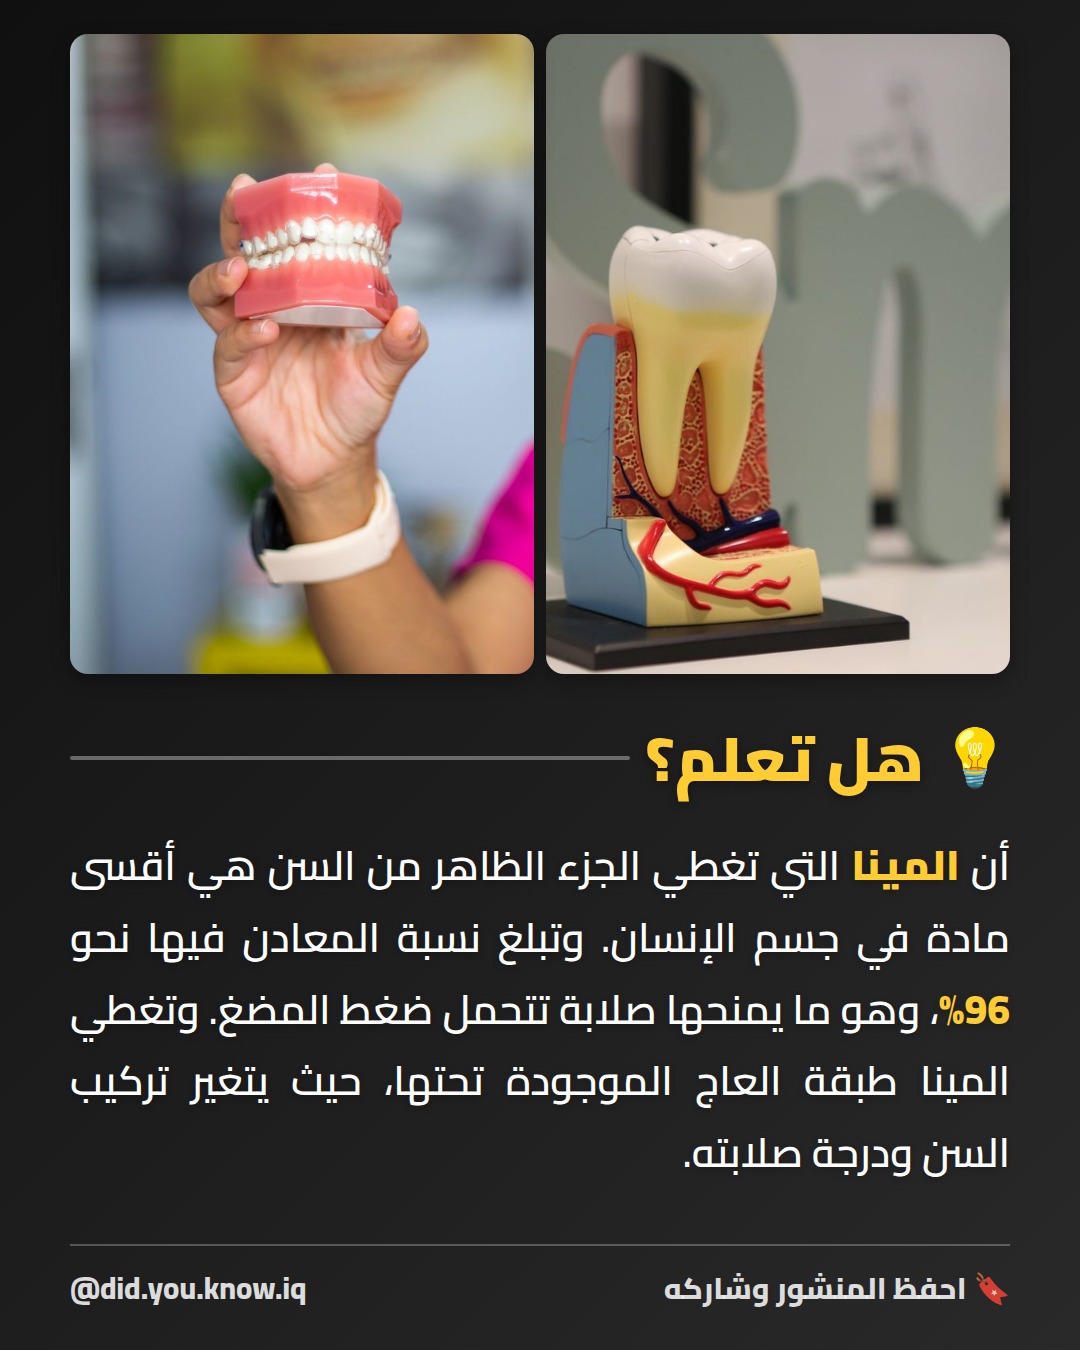 💡 هل تعلم؟
أن المينا التي تغطي الجزء الظاهر من السن هي أقسى
مادة في جسم الإنسان. وتبلغ نسبة المعادن فيها نحو
96%، وهو ما يمنحها صلابة تتحمل ضغط المضغ. وتغطي
المينا طبقة العاج الموجودة تحتها، حيث يتغير تركيب
السن ودرجة صلابته.
🔖 احفظ المنشور وشاركه
@did.you.know.iq